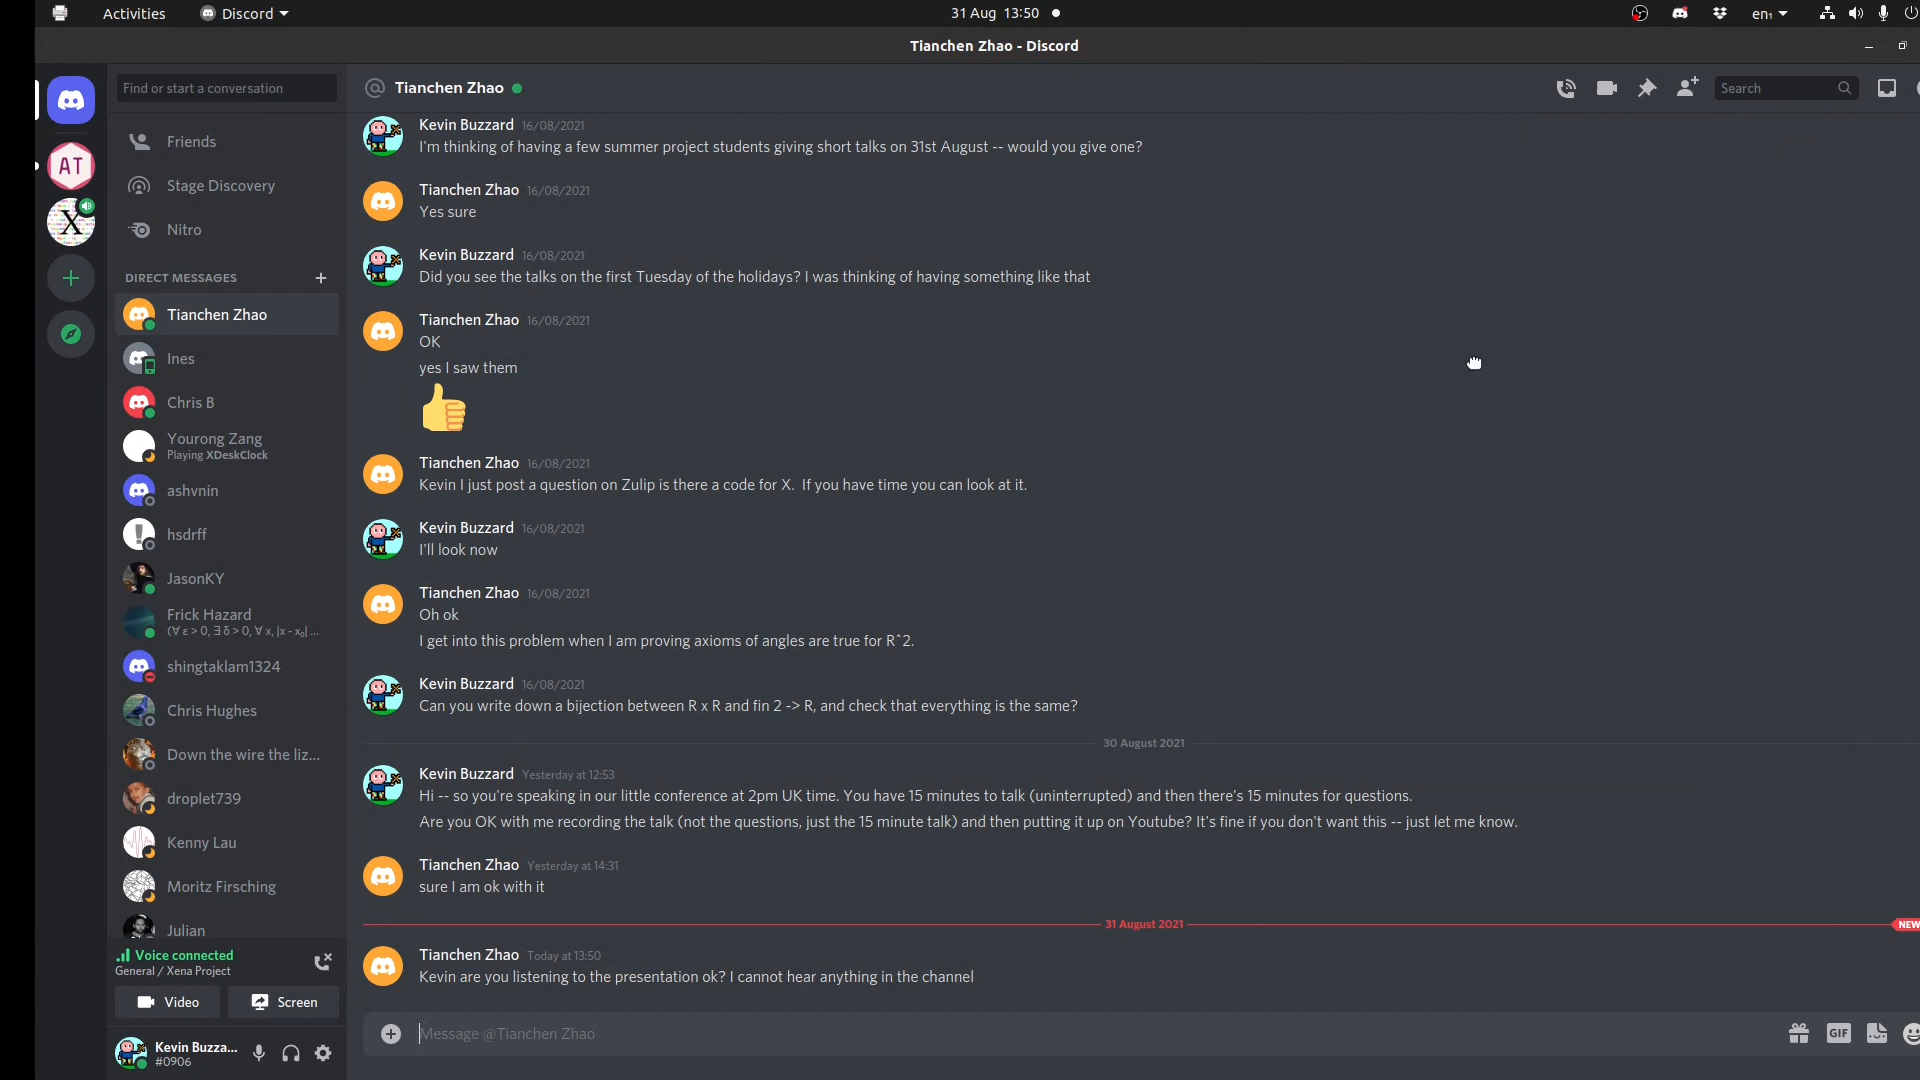 Activities
Discord
31 Aug 13:50
en₁
Tianchen Zhao - Discord
Find or start a conversation
Tianchen Zhao
Search
AT
X
Friends
Stage Discovery
Nitro
DIRECT MESSAGES
Tianchen Zhao
Ines
Chris B
Yourong Zang
Playing XDeskClock
ashvnin
hsdrff
JasonKY
Frick Hazard
(∀ ε > 0, ∃ δ > 0, ∀ x, |x - x₀| ...
shingtaklam1324
Chris Hughes
Down the wire the liz...
droplet739
Kenny Lau
Moritz Firsching
Julian
Voice connected
General / Xena Project
Video
Screen
Kevin Buzza...
#0906
Kevin Buzzard 16/08/2021
I'm thinking of having a few summer project students giving short talks on 31st August -- would you give one?
Tianchen Zhao 16/08/2021
Yes sure
Kevin Buzzard 16/08/2021
Did you see the talks on the first Tuesday of the holidays? I was thinking of having something like that
Tianchen Zhao 16/08/2021
OK
yes I saw them
Tianchen Zhao 16/08/2021
Kevin I just post a question on Zulip is there a code for X. If you have time you can look at it.
Kevin Buzzard 16/08/2021
I'll look now
Tianchen Zhao 16/08/2021
Oh ok
I get into this problem when I am proving axioms of angles are true for R^2.
Kevin Buzzard 16/08/2021
Can you write down a bijection between R x R and fin 2 -> R, and check that everything is the same?
30 August 2021
Kevin Buzzard Yesterday at 12:53
Hi -- so you're speaking in our little conference at 2pm UK time. You have 15 minutes to talk (uninterrupted) and then there's 15 minutes for questions.
Are you OK with me recording the talk (not the questions, just the 15 minute talk) and then putting it up on Youtube? It's fine if you don't want this -- just let me know.
Tianchen Zhao Yesterday at 14:31
sure I am ok with it
31 August 2021
NEW
Tianchen Zhao Today at 13:50
Kevin are you listening to the presentation ok? I cannot hear anything in the channel
Message @Tianchen Zhao
GIF